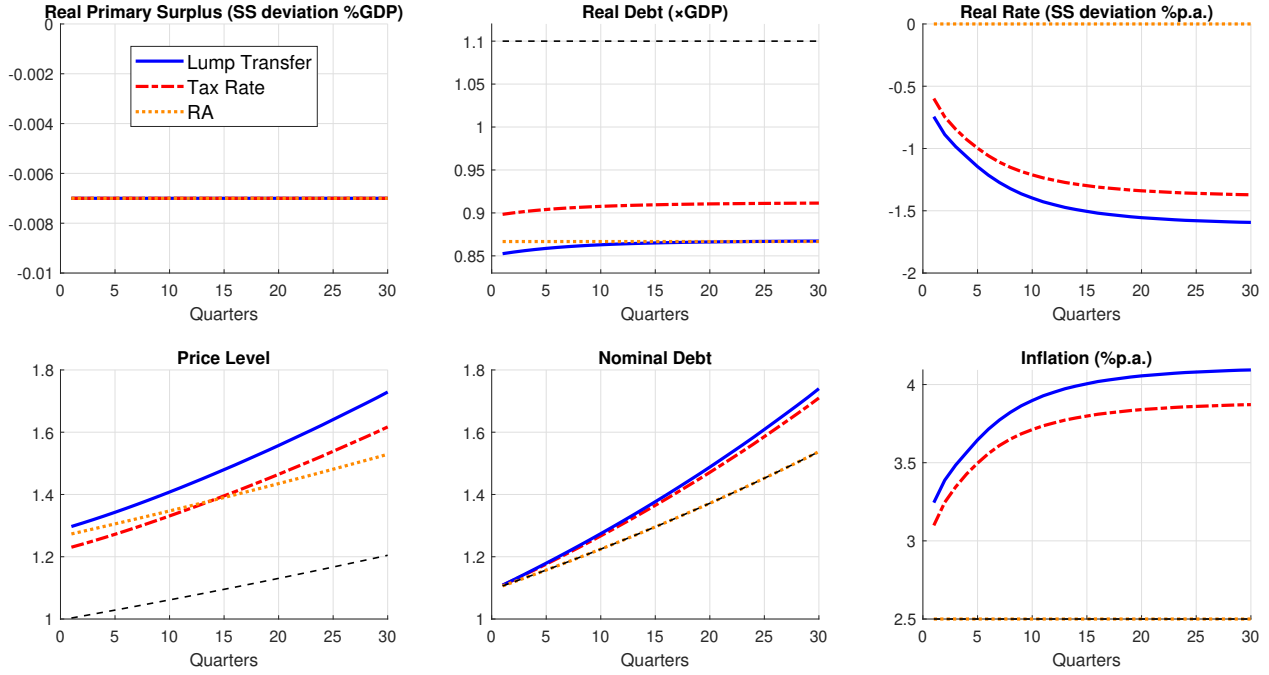 Real Primary Surplus (SS deviation %GDP)
0
-0.002
-0.004
-0.006
-0.008
-0.01
0 5 10 15 20 25 30
Quarters
Lump Transfer
Tax Rate
RA
Real Debt (×GDP)
1.1
1.05
1
0.95
0.9
0.85
0 5 10 15 20 25 30
Quarters
Real Rate (SS deviation %p.a.)
0
-0.5
-1
-1.5
-2
0 5 10 15 20 25 30
Quarters
Price Level
1.8
1.6
1.4
1.2
1
0 5 10 15 20 25 30
Quarters
Nominal Debt
1.8
1.6
1.4
1.2
1
0 5 10 15 20 25 30
Quarters
Inflation (%p.a.)
4
3.5
3
2.5
0 5 10 15 20 25 30
Quarters